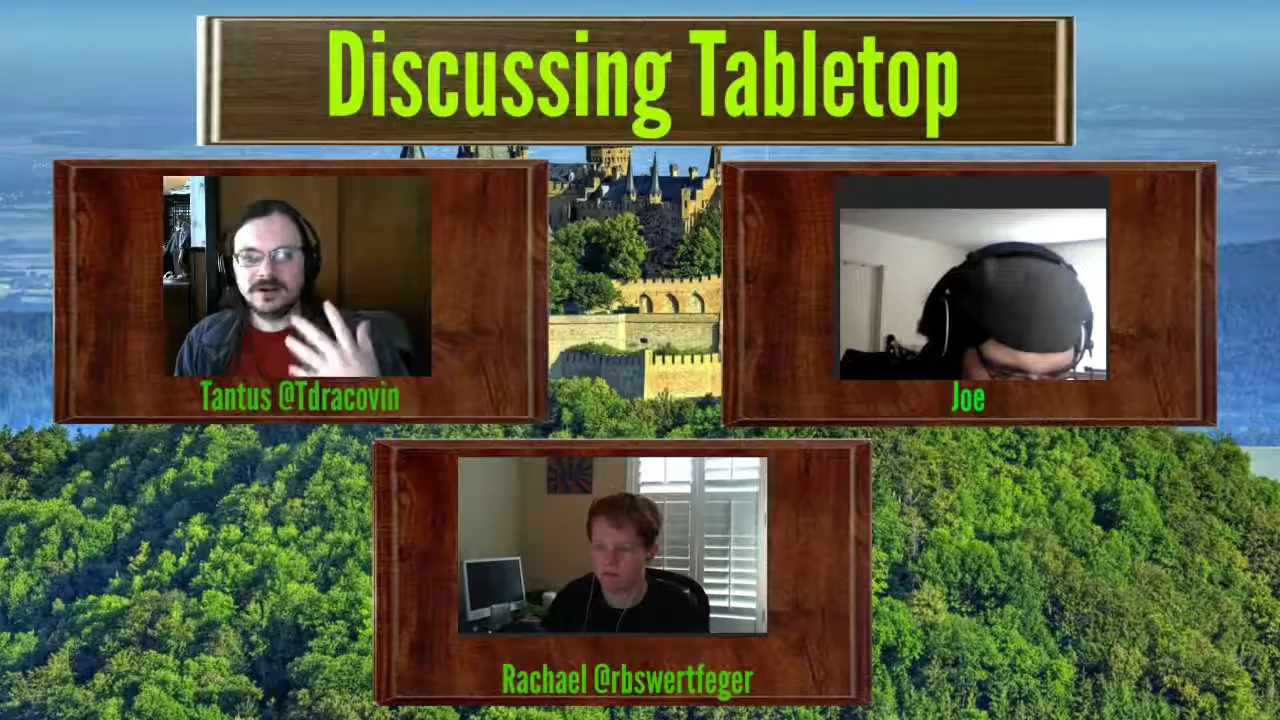 Discussing Tabletop
Tantus @Tdracovin
Joe
Rachael @rbswertfeger